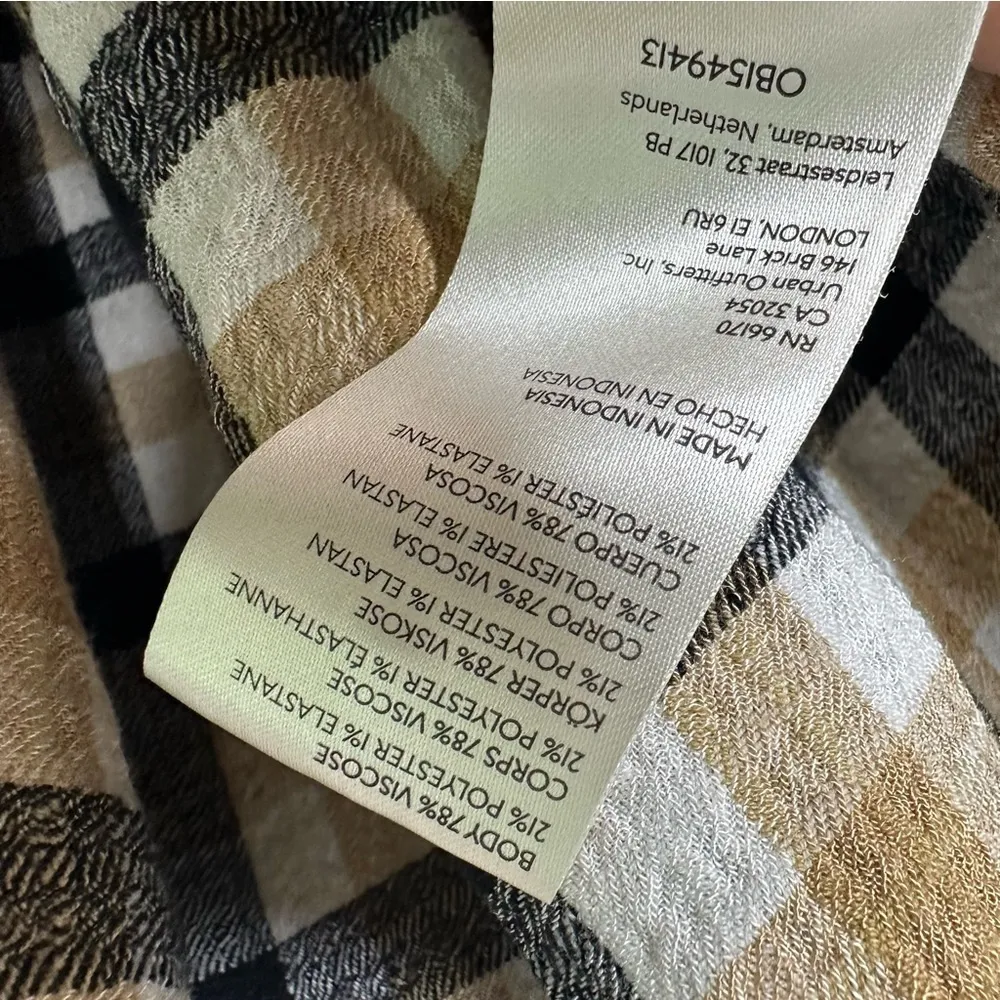 BODY 78% VISCOSE
21% POLYESTER 1% ELASTANE
CORPS 78% VISCOSE
21% POLYESTER 1% ELASTHANNE
KÖRPER 78% VISKOSE
21% POLYESTER 1% ELASTAN
CORPO 78% VISCOSA
21% POLIESTERE 1% ELASTAN
CUERPO 78% VISCOSA
21% POLIÉSTER 1% ELASTANE
MADE IN INDONESIA
HECHO EN INDONESIA
RN 66170
CA 32054
Urban Outfitters, Inc
146 Brick Lane
LONDON, E1 6RU
Leidsestraat 32, 1017 PB
Amsterdam, Netherlands
OB1549413